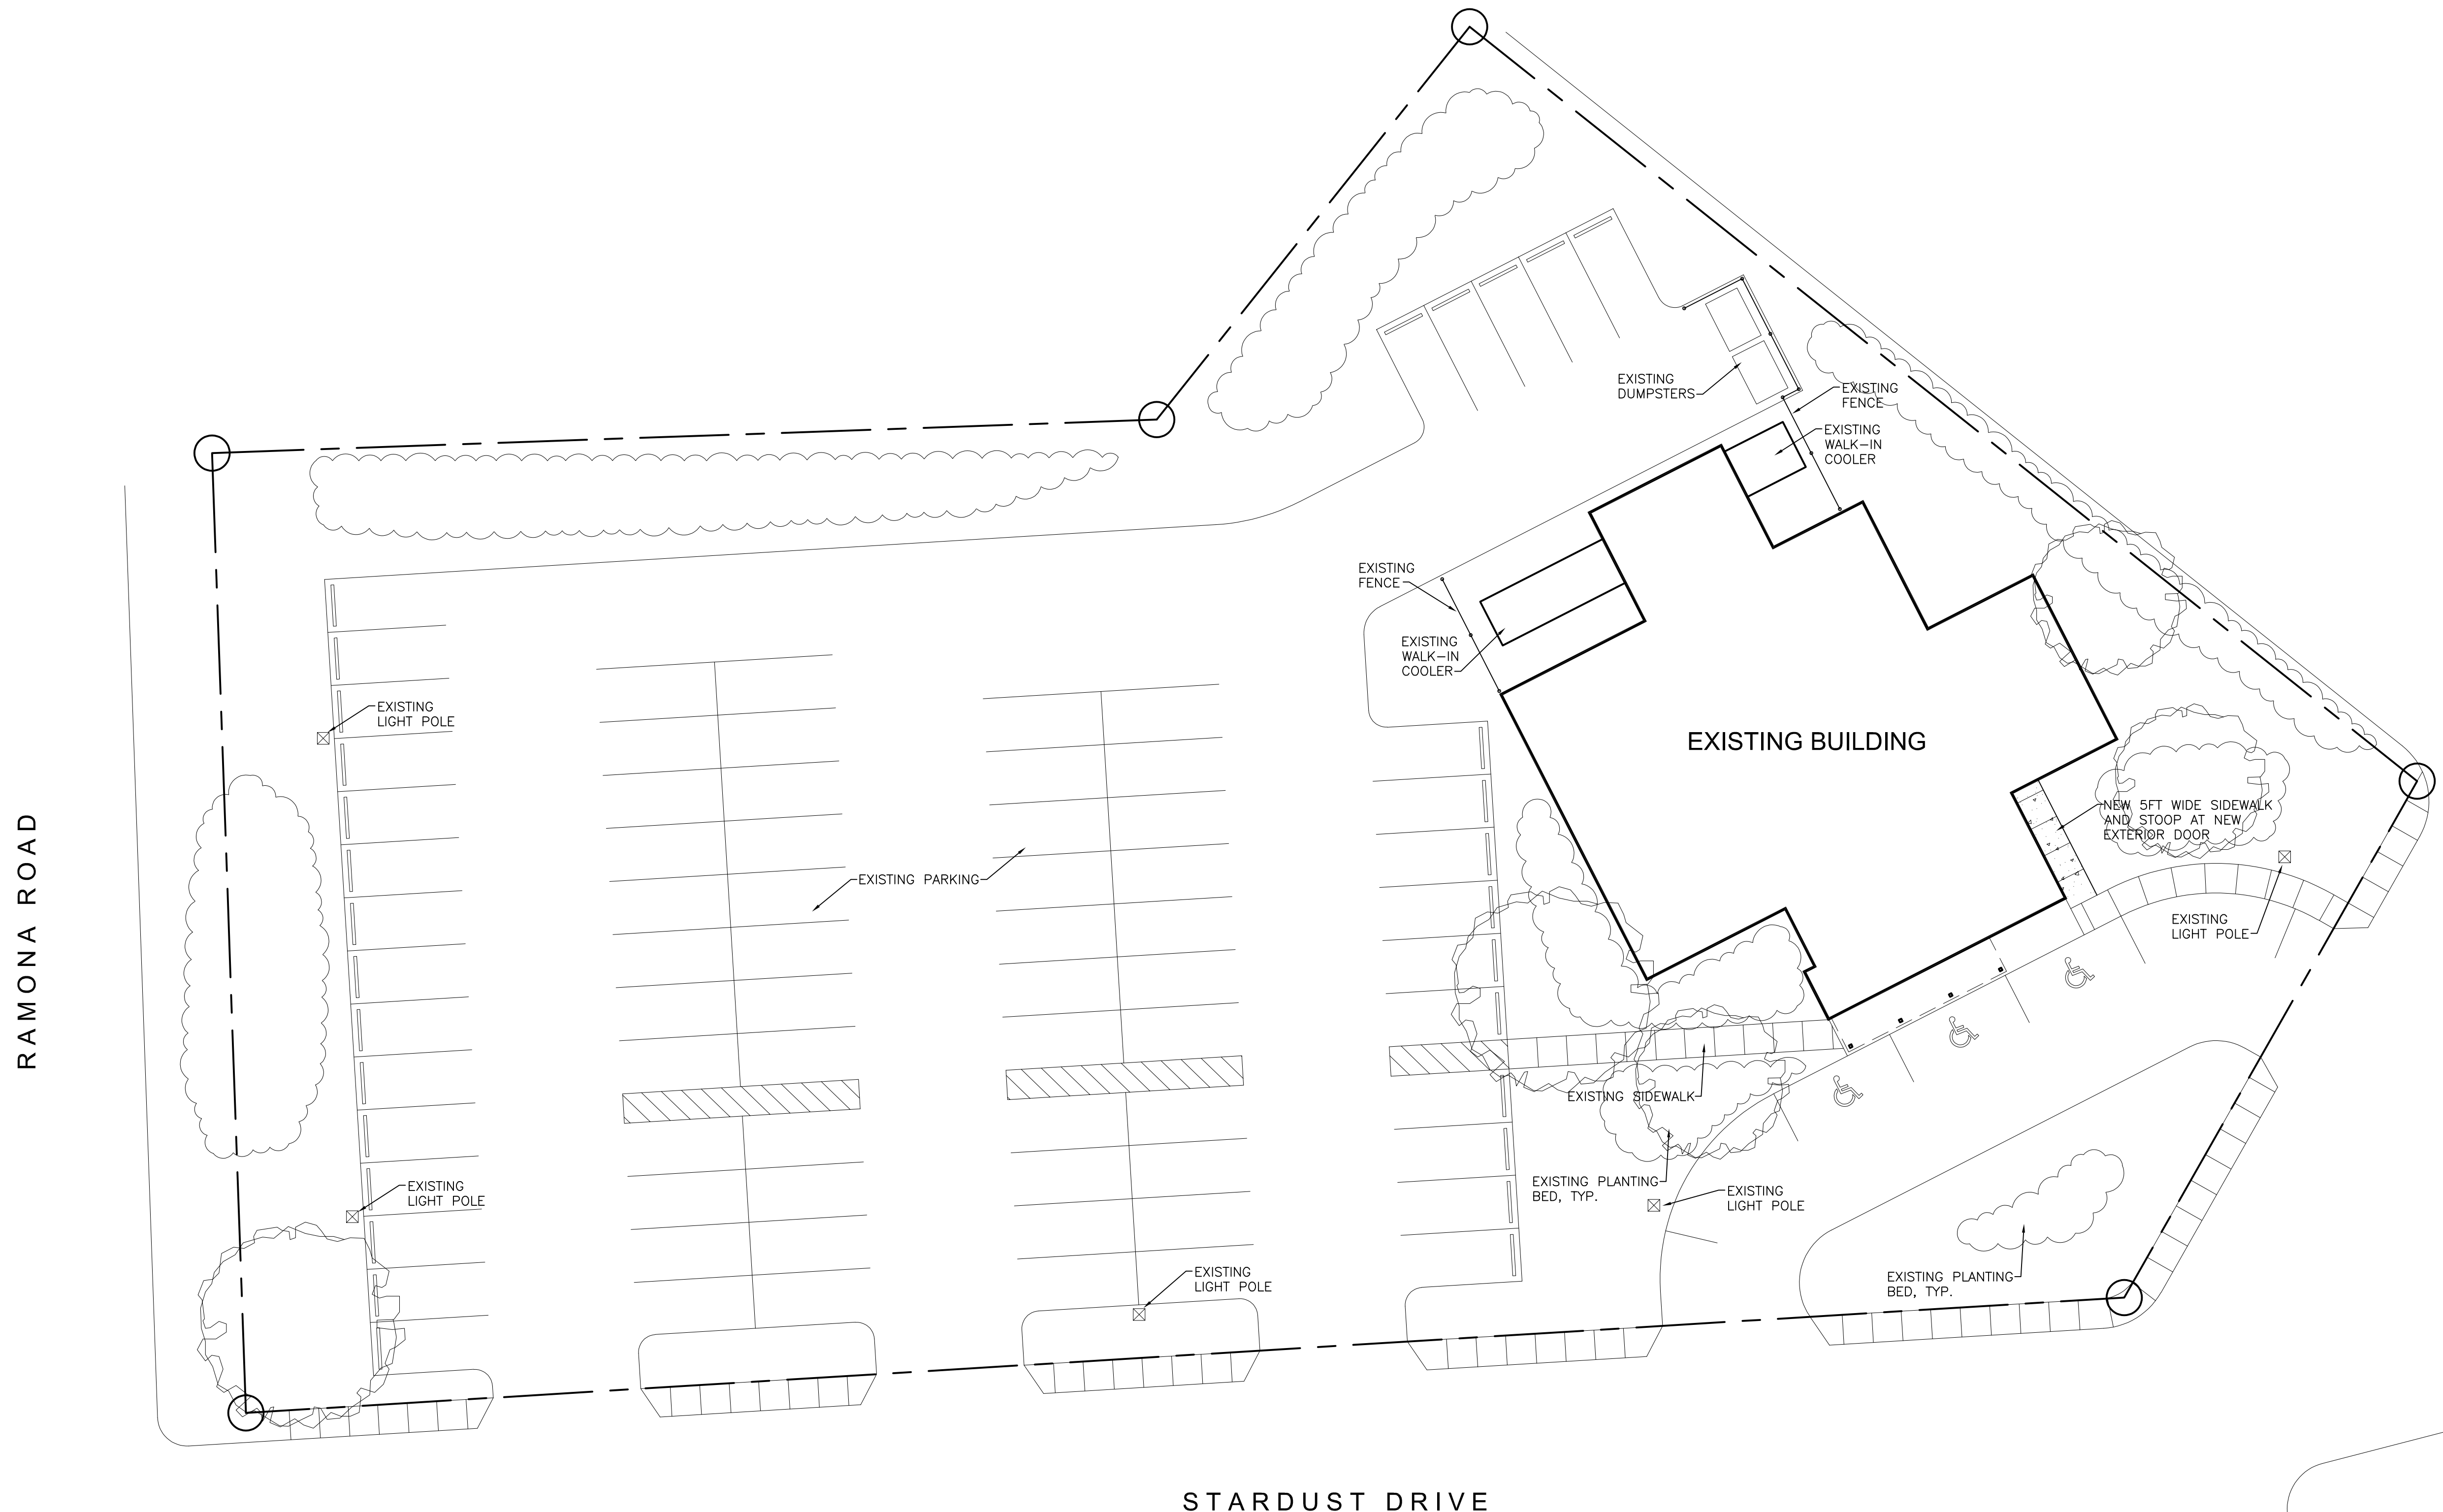 EXISTING
DUMPSTERS
EXISTING
FENCE
EXISTING
WALK-IN
COOLER
EXISTING
FENCE
EXISTING
WALK-IN
COOLER
EXISTING
LIGHT POLE
EXISTING BUILDING
NEW 5FT WIDE SIDEWALK
AND STOOP AT NEW
EXTERIOR DOOR
RAMONA ROAD
EXISTING PARKING
EXISTING
LIGHT POLE
EXISTING SIDEWALK
EXISTING PLANTING
BED, TYP.
EXISTING
LIGHT POLE
EXISTING
LIGHT POLE
EXISTING
LIGHT POLE
EXISTING PLANTING
BED, TYP.
STARDUST DRIVE